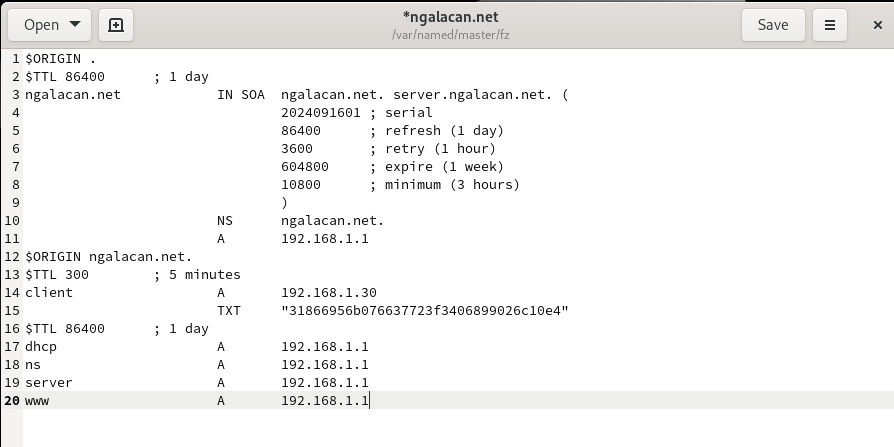 Open
*ngalacan.net
/var/named/master/fz
Save
1 $ORIGIN .
2 $TTL 86400 ; 1 day
3 ngalacan.net IN SOA ngalacan.net. server.ngalacan.net. (
4 2024091601 ; serial
5 86400 ; refresh (1 day)
6 3600 ; retry (1 hour)
7 604800 ; expire (1 week)
8 10800 ; minimum (3 hours)
9 )
10 NS ngalacan.net.
11 A 192.168.1.1
12 $ORIGIN ngalacan.net.
13 $TTL 300 ; 5 minutes
14 client A 192.168.1.30
15 TXT "31866956b076637723f3406899026c10e4"
16 $TTL 86400 ; 1 day
17 dhcp A 192.168.1.1
18 ns A 192.168.1.1
19 server A 192.168.1.1
20 www A 192.168.1.1